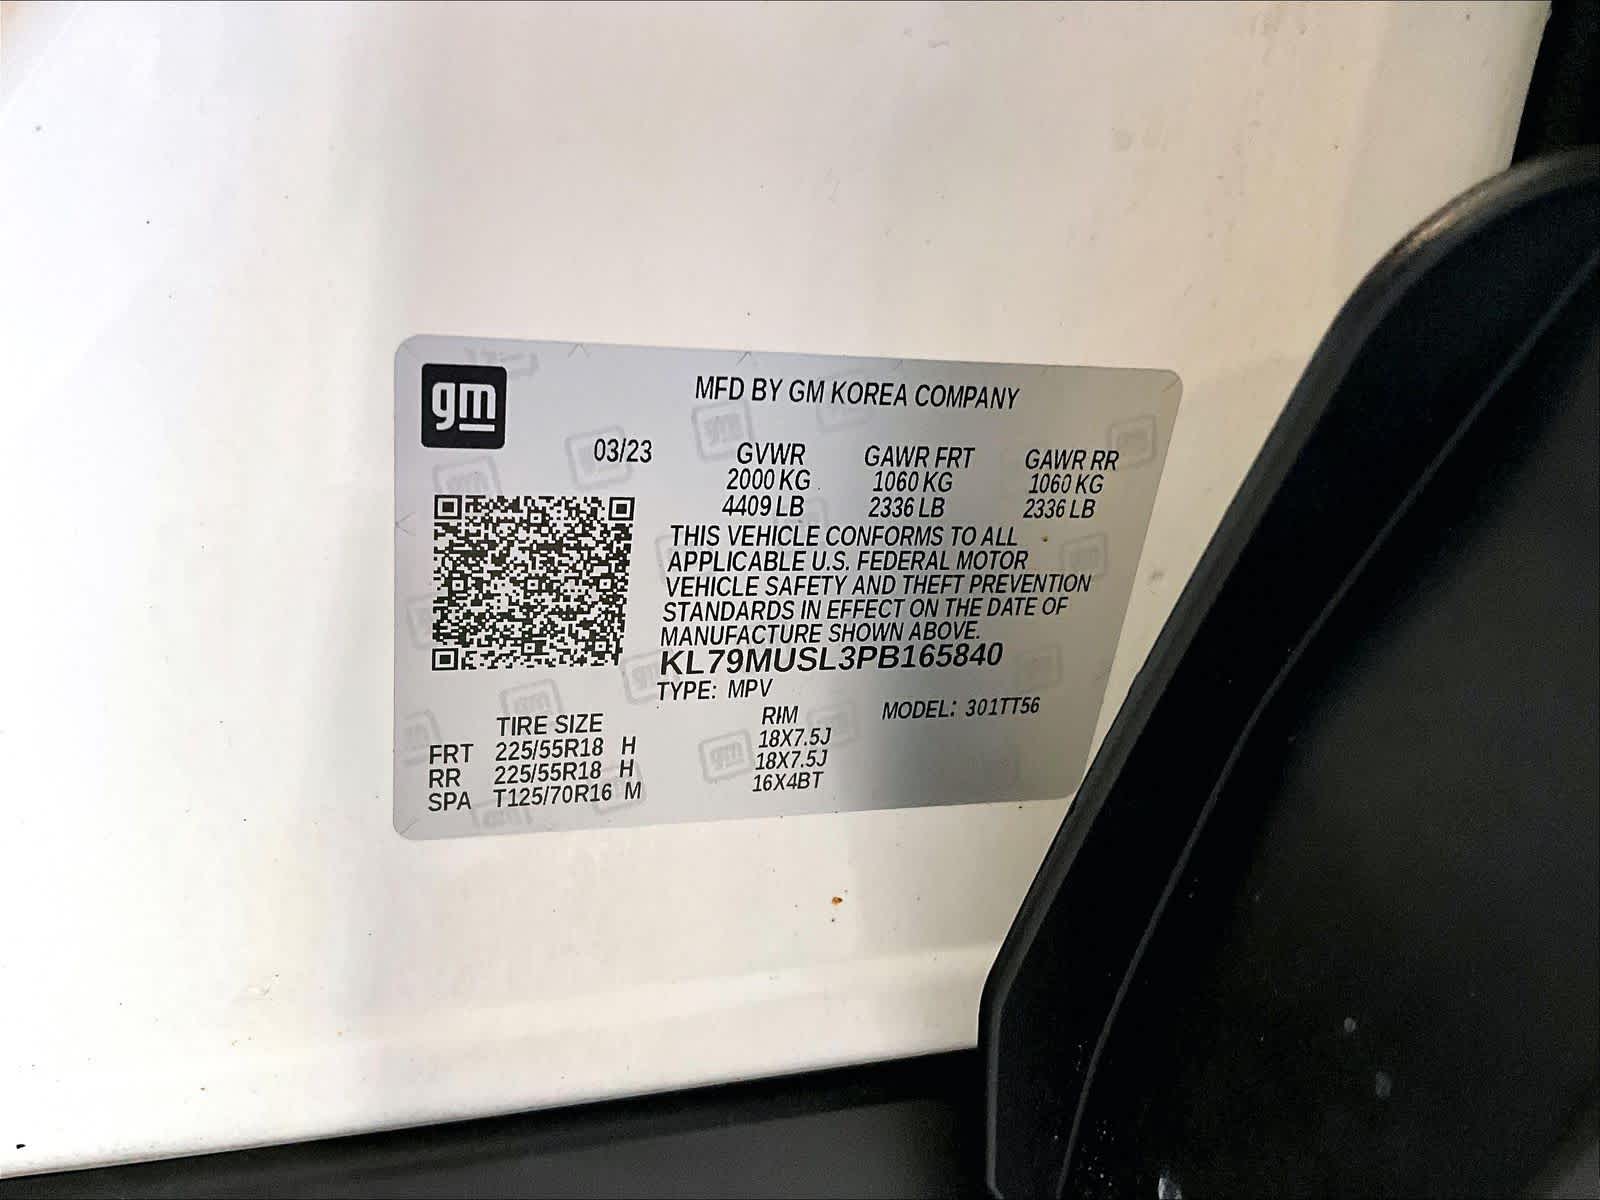 gm
MFD BY GM KOREA COMPANY
03/23 GVWR GAWR FRT GAWR RR
2000 KG 1060 KG 1060 KG
4409 LB 2336 LB 2336 LB
THIS VEHICLE CONFORMS TO ALL
APPLICABLE U.S. FEDERAL MOTOR
VEHICLE SAFETY AND THEFT PREVENTION
STANDARDS IN EFFECT ON THE DATE OF
MANUFACTURE SHOWN ABOVE.
KL79MUSL3PB165840
TYPE: MPV
MODEL: 301TT56
TIRE SIZE RIM
FRT 225/55R18 H 18X7.5J
RR 225/55R18 H 18X7.5J
SPA T125/70R16 M 16X4BT